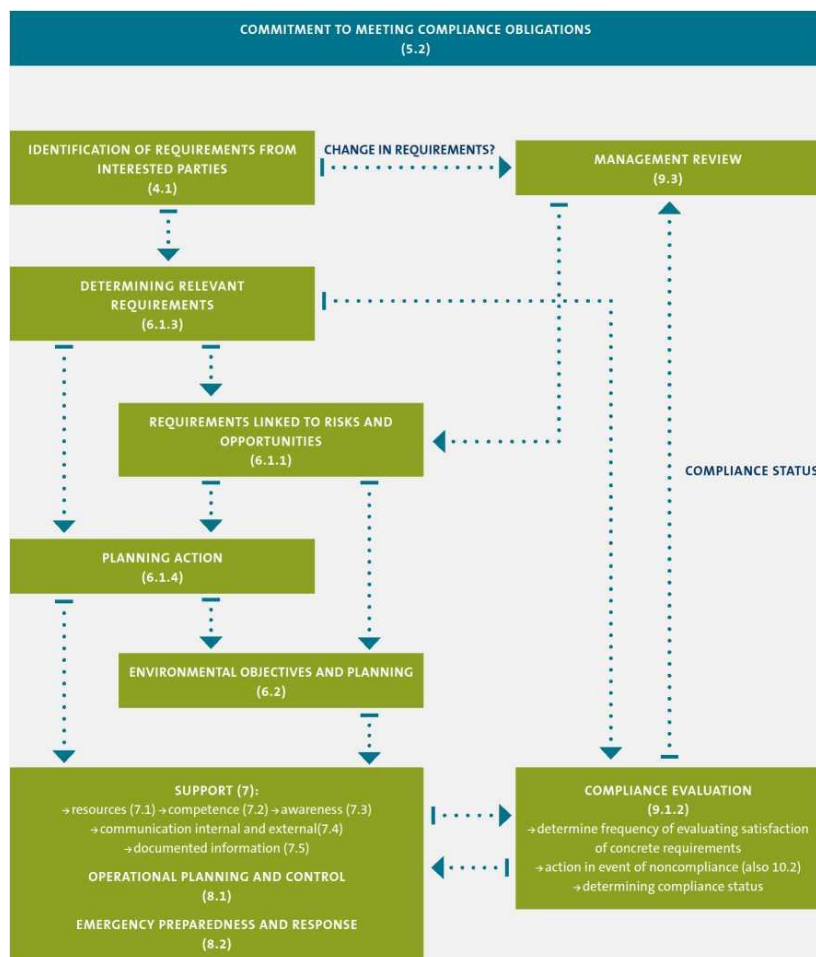 COMMITMENT TO MEETING COMPLIANCE OBLIGATIONS
(5.2)
IDENTIFICATION OF REQUIREMENTS FROM
INTERESTED PARTIES
(4.1)
CHANGE IN REQUIREMENTS?
MANAGEMENT REVIEW
(9.3)
DETERMINING RELEVANT
REQUIREMENTS
(6.1.3)
REQUIREMENTS LINKED TO RISKS AND
OPPORTUNITIES
(6.1.1)
COMPLIANCE STATUS
PLANNING ACTION
(6.1.4)
ENVIRONMENTAL OBJECTIVES AND PLANNING
(6.2)
SUPPORT (7):
→resources (7.1) →competence (7.2) →awareness (7.3)
→communication internal and external(7.4)
→documented information (7.5)
OPERATIONAL PLANNING AND CONTROL
(8.1)
EMERGENCY PREPAREDNESS AND RESPONSE
(8.2)
COMPLIANCE EVALUATION
(9.1.2)
→determine frequency of evaluating satisfaction
of concrete requirements
→action in event of noncompliance (also 10.2)
→determining compliance status